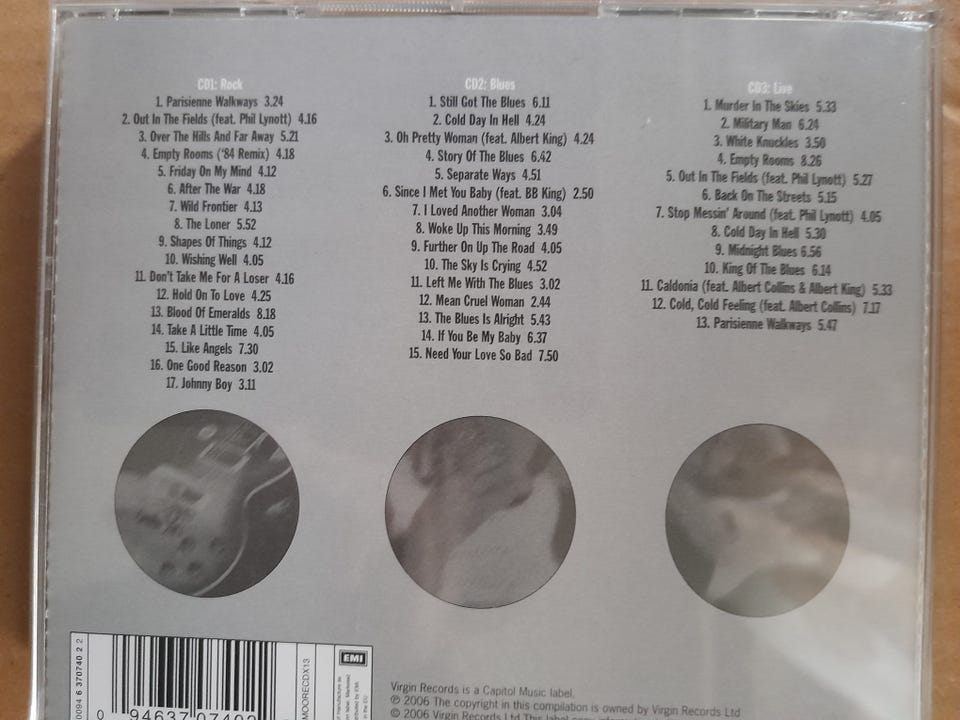 CD1: Rock
1. Parisienne Walkways 3.24
2. Out In The Fields (feat. Phil Lynott) 4.16
3. Over The Hills And Far Away 5.21
4. Empty Rooms ('84 Remix) 4.18
5. Friday On My Mind 4.12
6. After The War 4.18
7. Wild Frontier 4.13
8. The Loner 5.52
9. Shapes Of Things 4.12
10. Wishing Well 4.05
11. Don't Take Me For A Loser 4.16
12. Hold On To Love 4.25
13. Blood Of Emeralds 8.18
14. Take A Little Time 4.05
15. Like Angels 7.30
16. One Good Reason 3.02
17. Johnny Boy 3.11
CD2: Blues
1. Still Got The Blues 6.11
2. Cold Day In Hell 4.24
3. Oh Pretty Woman (feat. Albert King) 4.24
4. Story Of The Blues 6.42
5. Separate Ways 4.51
6. Since I Met You Baby (feat. BB King) 2.50
7. I Loved Another Woman 3.04
8. Woke Up This Morning 3.49
9. Further On Up The Road 4.05
10. The Sky Is Crying 4.52
11. Left Me With The Blues 3.02
12. Mean Cruel Woman 2.44
13. The Blues Is Alright 5.43
14. If You Be My Baby 6.37
15. Need Your Love So Bad 7.50
CD3: Live
1. Murder In The Skies 5.33
2. Military Man 6.24
3. White Knuckles 3.50
4. Empty Rooms 8.26
5. Out In The Fields (feat. Phil Lynott) 5.27
6. Back On The Streets 5.15
7. Stop Messin' Around (feat. Phil Lynott) 4.05
8. Cold Day In Hell 5.30
9. Midnight Blues 6.56
10. King Of The Blues 6.14
11. Caldonia (feat. Albert Collins & Albert King) 5.33
12. Cold, Cold Feeling (feat. Albert Collins) 7.17
13. Parisienne Walkways 5.47
0094 6 370740 2 2
0 94637 07402
MOORECDX13
EMI
Virgin Records is a Capitol Music label.
℗ 2006 The copyright in this compilation is owned by Virgin Records Ltd
© 2006 Virgin Records Ltd This label copy